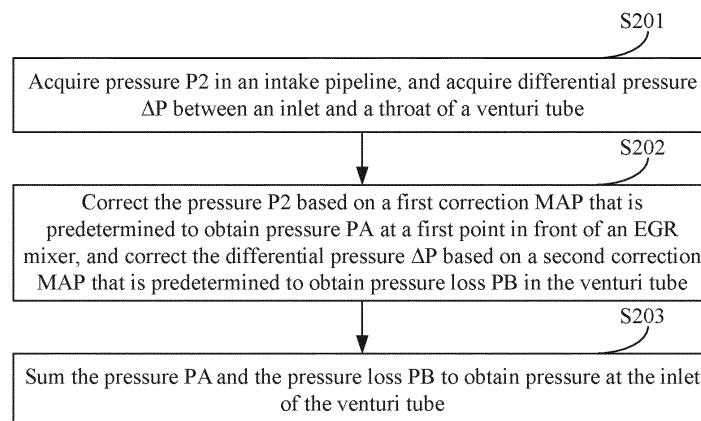 S201
Acquire pressure P2 in an intake pipeline, and acquire differential pressure
ΔP between an inlet and a throat of a venturi tube
S202
Correct the pressure P2 based on a first correction MAP that is
predetermined to obtain pressure PA at a first point in front of an EGR
mixer, and correct the differential pressure ΔP based on a second correction
MAP that is predetermined to obtain pressure loss PB in the venturi tube
S203
Sum the pressure PA and the pressure loss PB to obtain pressure at the inlet
of the venturi tube